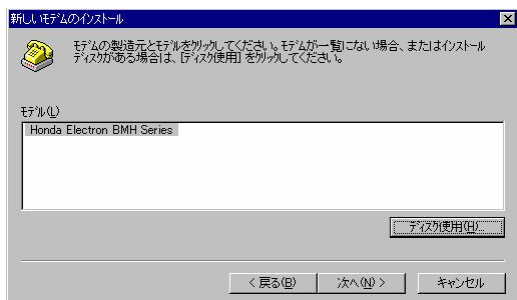 新しいモデムのインストール
モデムの製造元とモデルをクリックしてください。モデムが一覧にない場合、またはインストール
ディスクがある場合は、[ディスク使用] をクリックしてください。
モデル(L)
Honda Electron BMH Series
ディスク使用(H)...
< 戻る(B)
次へ(N) >
キャンセル